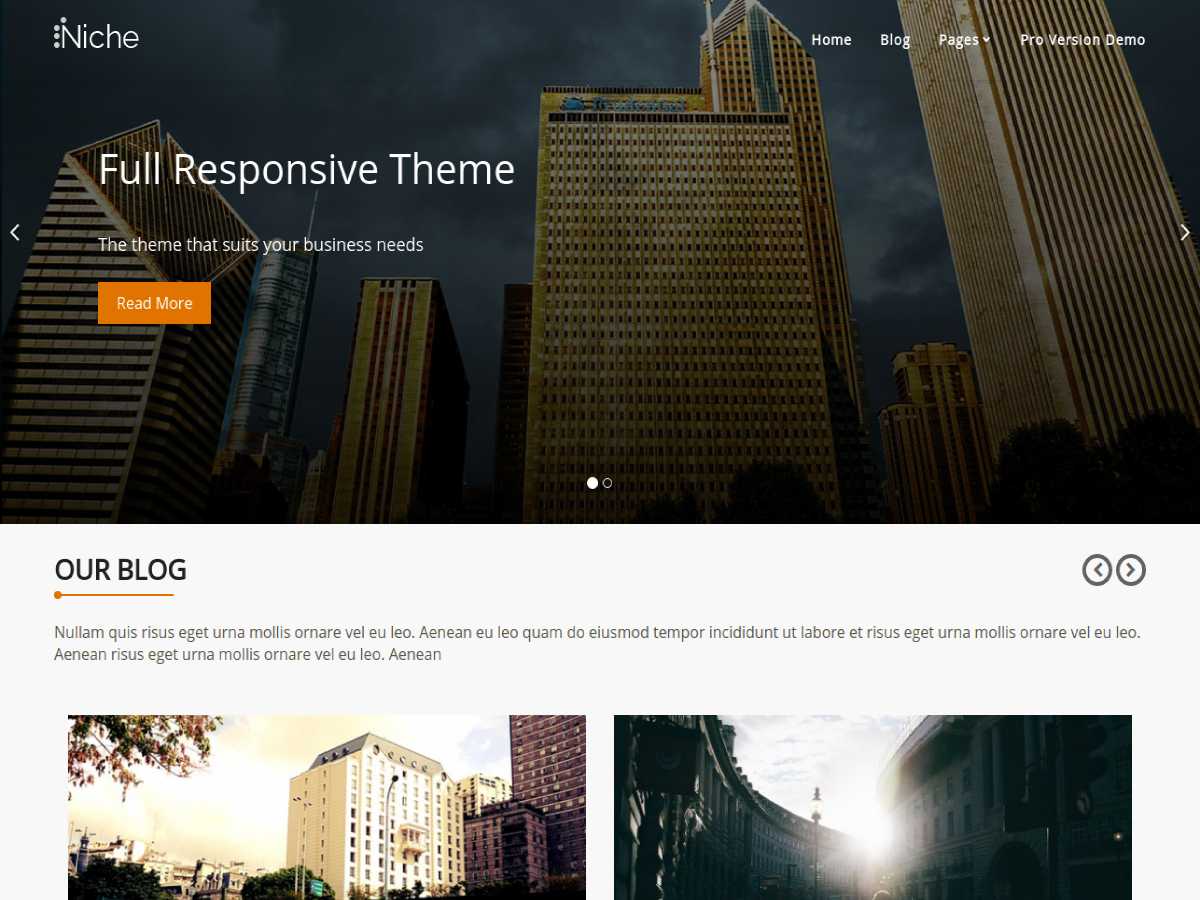 Niche
Home Blog Pages Pro Version Demo
Prudential
Full Responsive Theme
The theme that suits your business needs
Read More
OUR BLOG
Nullam quis risus eget urna mollis ornare vel eu leo. Aenean eu leo quam do eiusmod tempor incididunt ut labore et risus eget urna mollis ornare vel eu leo.
Aenean risus eget urna mollis ornare vel eu leo. Aenean